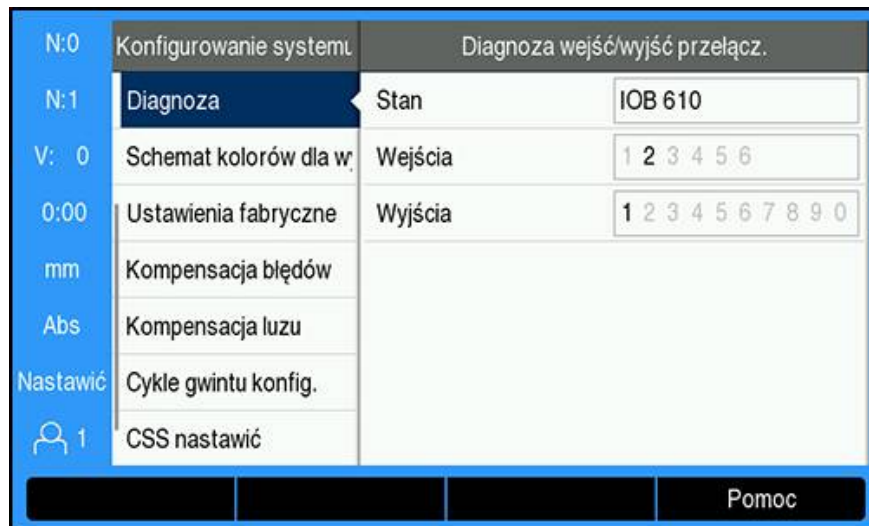 N:0
Konfigurowanie systemu
Diagnoza wejść/wyjść przełącz.
N:1
Diagnoza
Stan
IOB 610
V: 0
Schemat kolorów dla
Wejścia
1 2 3 4 5 6
0:00
Ustawienia fabryczne
Wyjścia
1 2 3 4 5 6 7 8 9 0
mm
Kompensacja błędów
Abs
Kompensacja luzu
Nastawić
Cykle gwintu konfig.
1
CSS nastawić
Pomoc